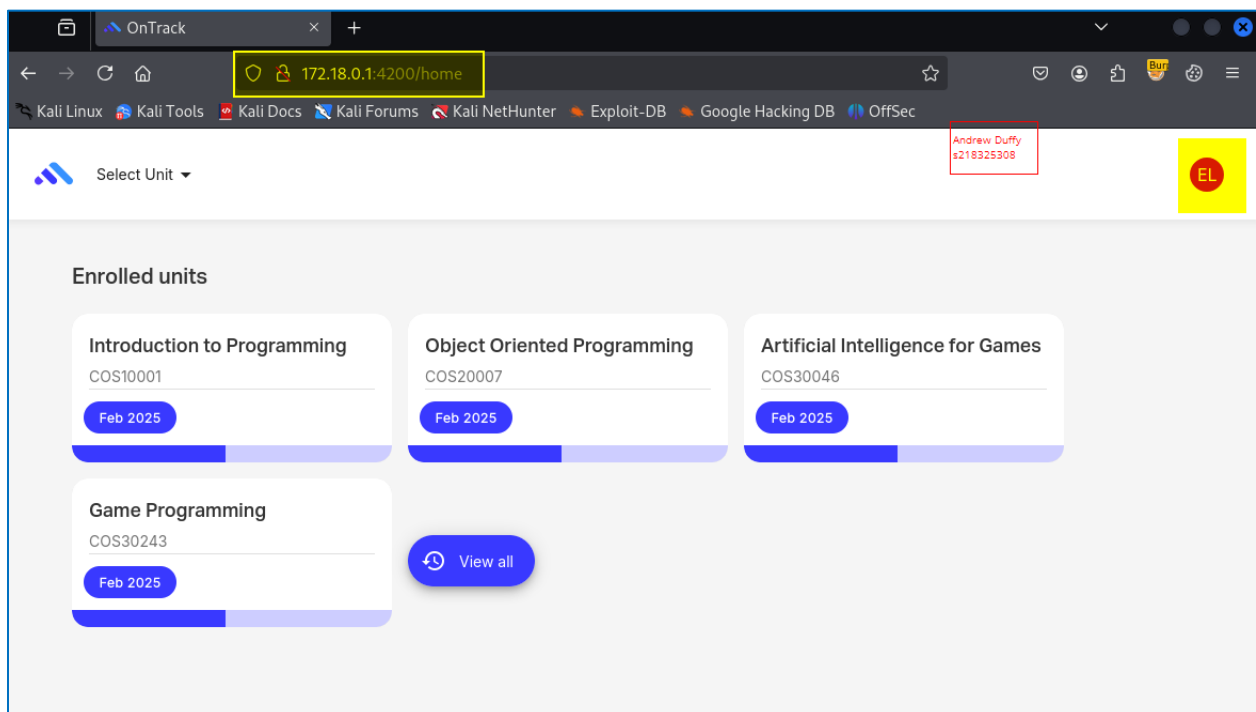 OnTrack
172.18.0.1:4200/home
Kali Linux Kali Tools Kali Docs Kali Forums Kali NetHunter Exploit-DB Google Hacking DB OffSec
Andrew Duffy
s218325308
Select Unit
EL
Enrolled units
Introduction to Programming
COS10001
Feb 2025
Object Oriented Programming
COS20007
Feb 2025
Artificial Intelligence for Games
COS30046
Feb 2025
Game Programming
COS30243
Feb 2025
View all